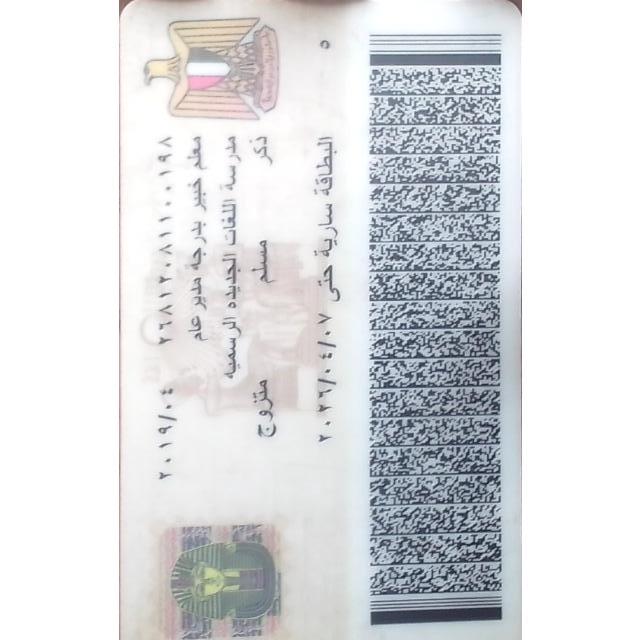 ٢٦٨١٢٠٨١١٠٠١٩٨ ٢٠١٩/٠٤
معلم خبير بدرجة مدير عام
مدرسة اللغات الجديده الرسميه
ذكر مسلم متزوج
البطاقة سارية حتى ٢٠٢٦/٠٤/٠٧